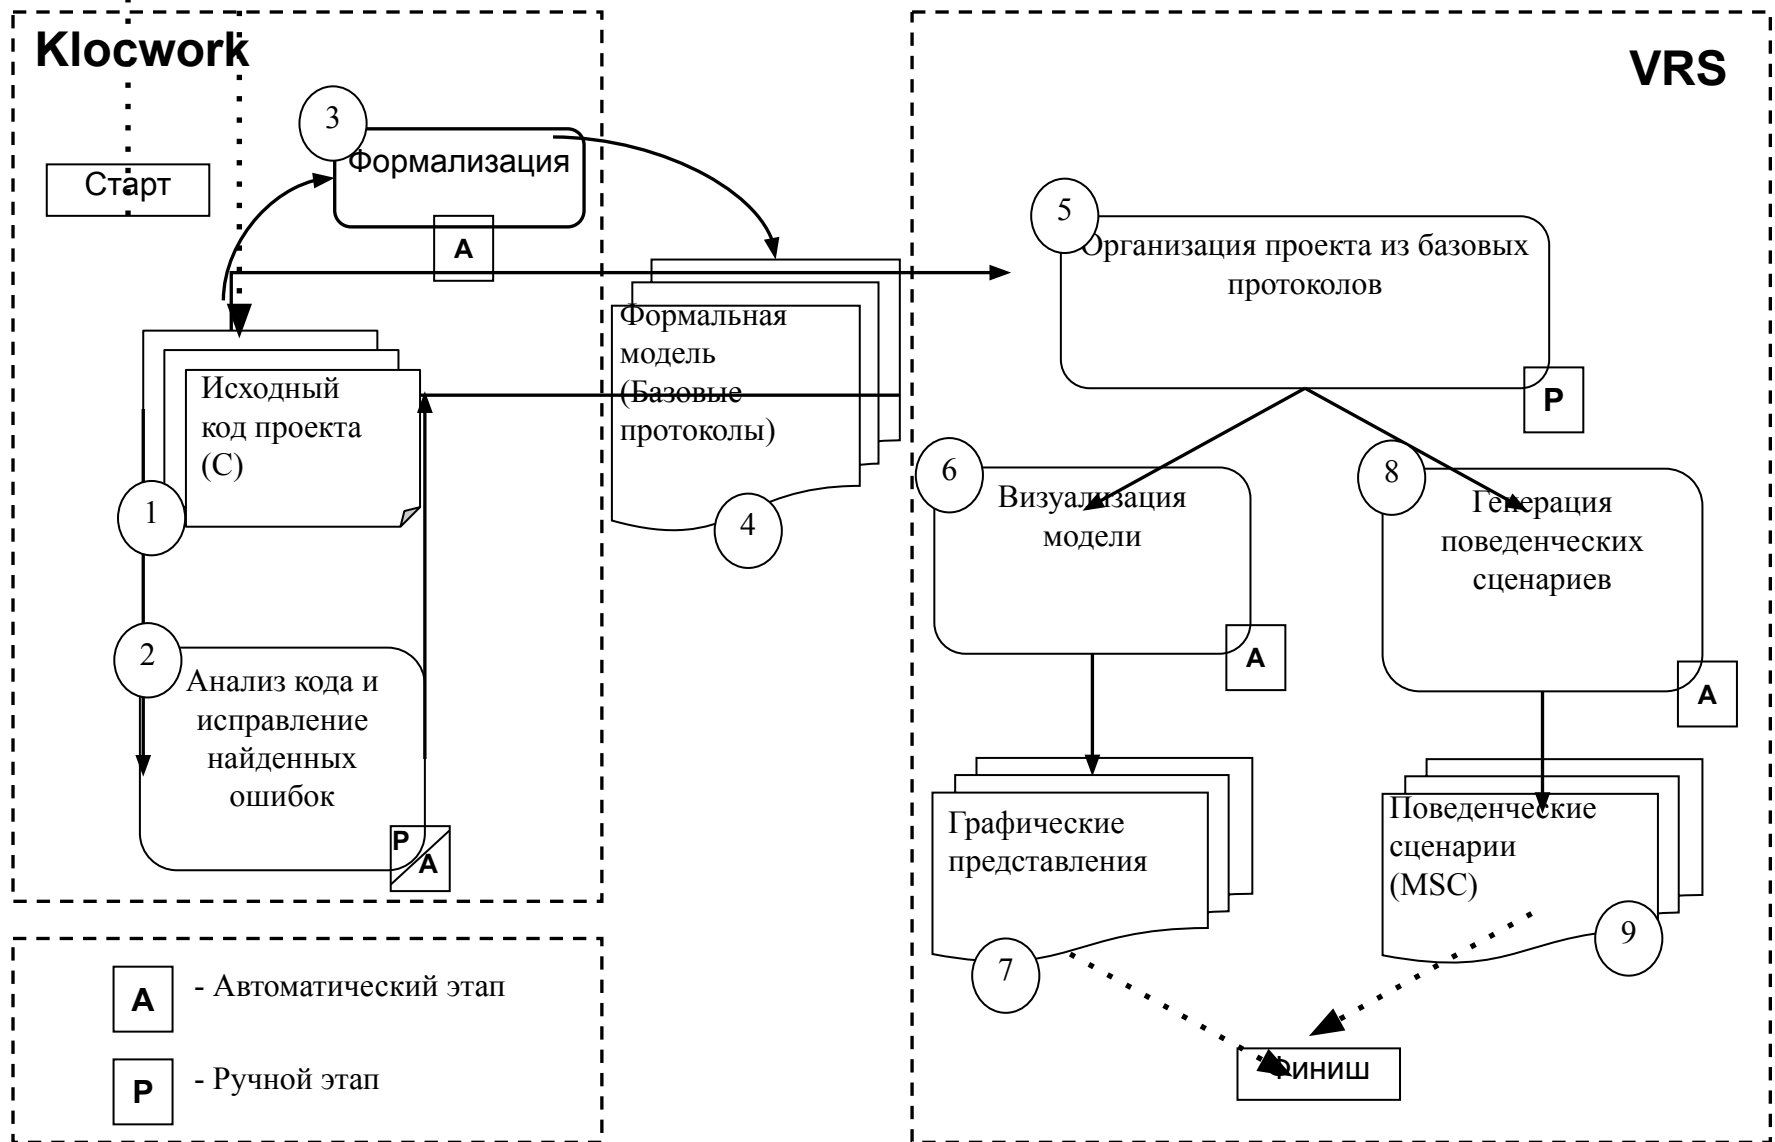 Klocwork
VRS
3
Формализация
А
Старт
5
Организация проекта из базовых
протоколов
Р
Формальная
модель
(Базовые
протоколы)
4
Исходный
код проекта
(С)
1
6
Визуализация
модели
А
8
Генерация
поведенческих
сценариев
А
2
Анализ кода и
исправление
найденных
ошибок
Р
А
Графические
представления
7
Поведенческие
сценарии
(MSC)
9
Финиш
А - Автоматический этап
Р - Ручной этап